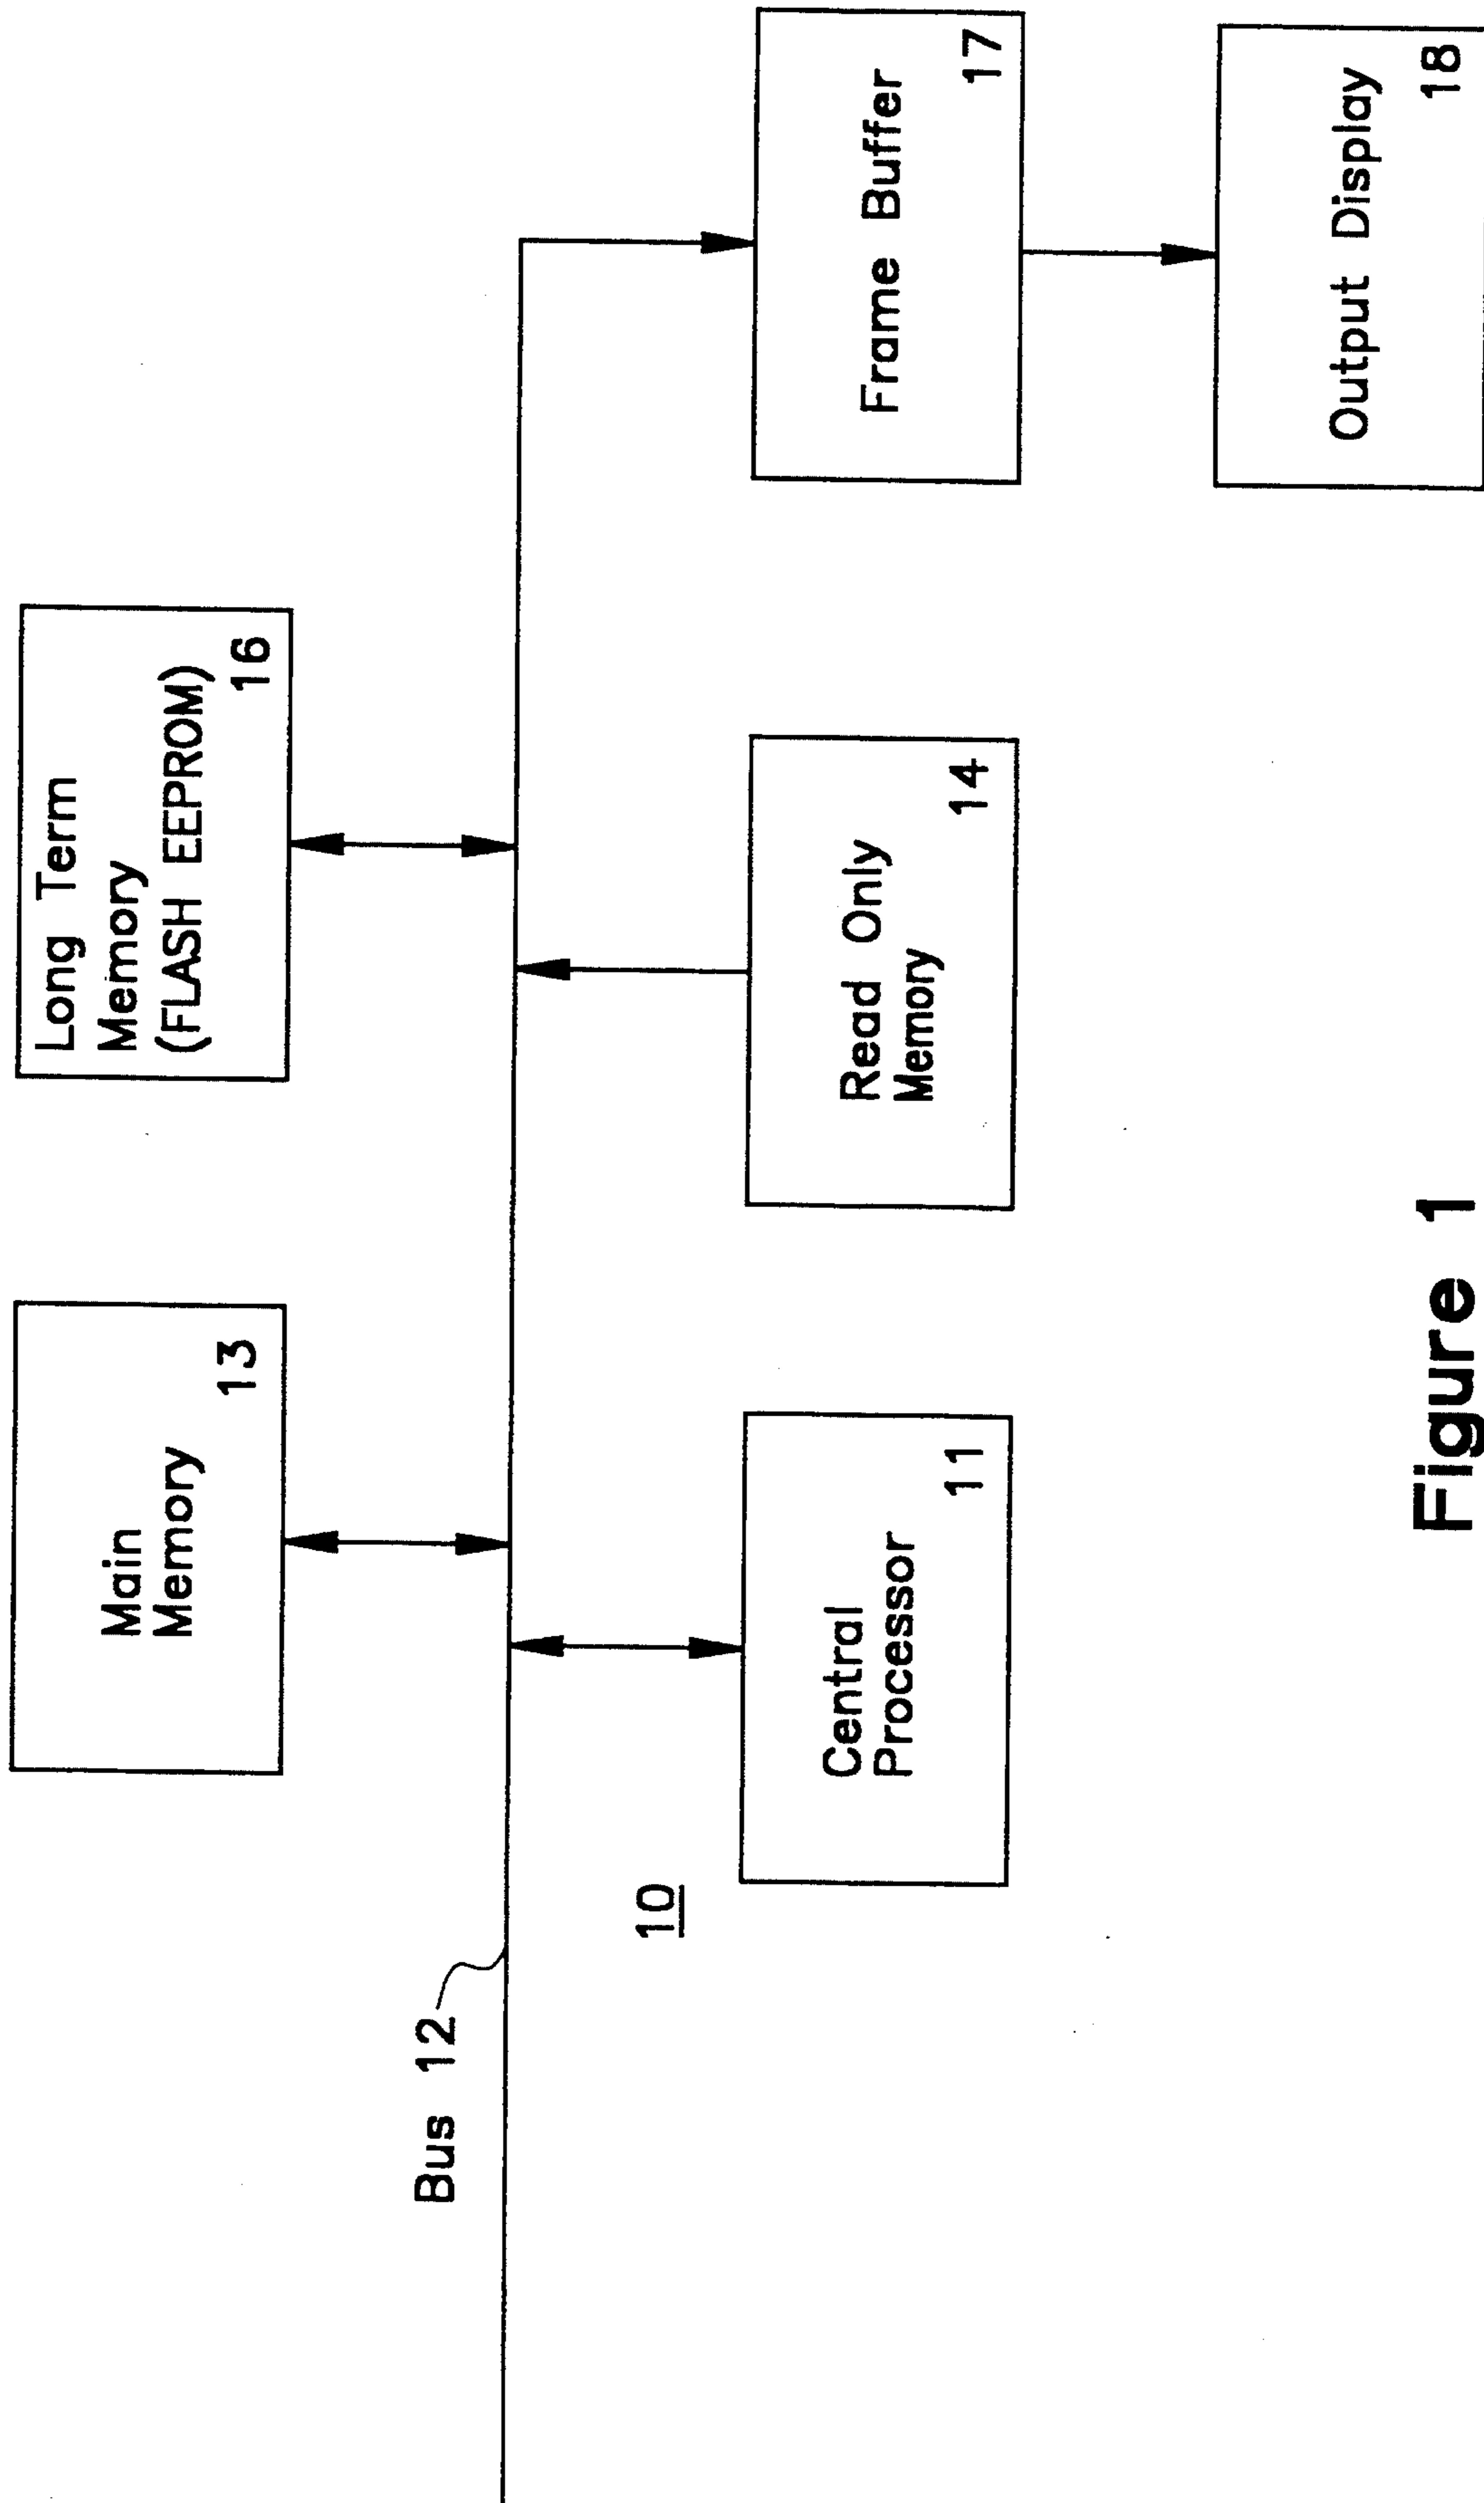 Main
Memory
13
Long Term
Memory
(FLASH EEPROM)
16
Bus 12
10
Central
Processor
11
Read Only
Memory
14
Frame Buffer
17
Output Display
18
Figure 1